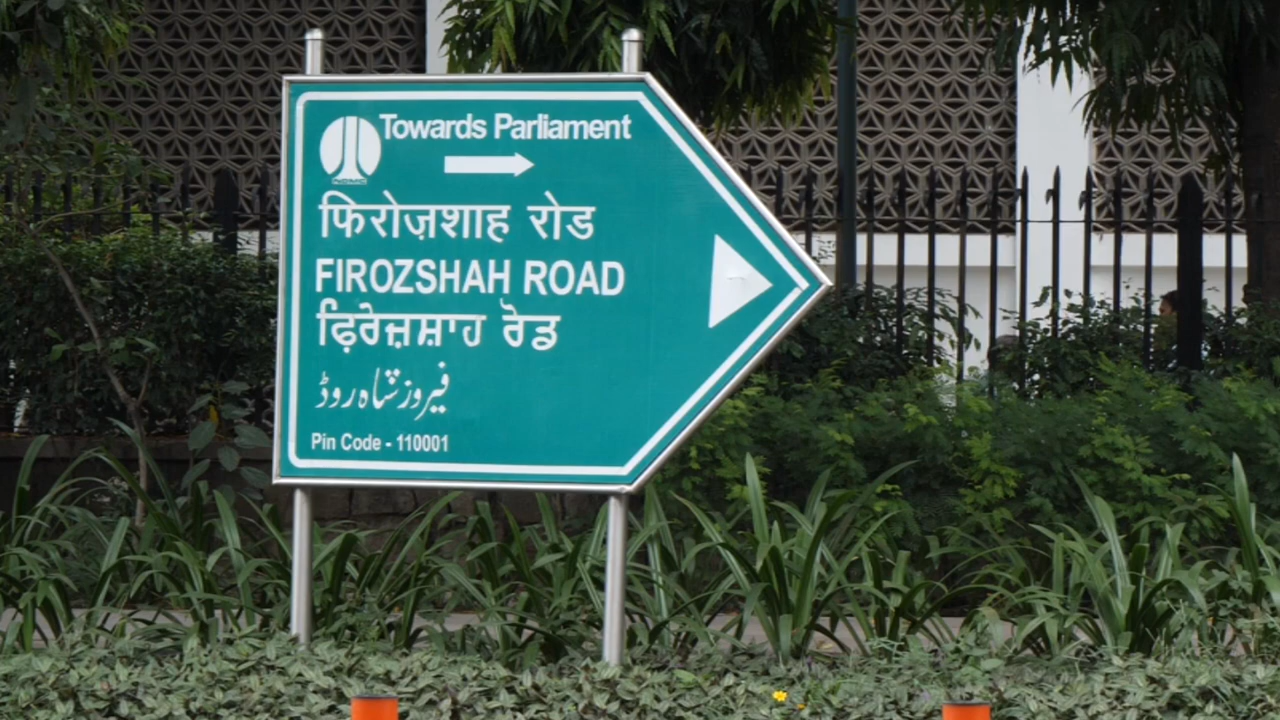 Towards Parliament
फिरोज़शाह रोड
FIROZSHAH ROAD
ਫ਼ਿਰੋਜ਼ਸ਼ਾਹ ਰੋਡ
فیروز شاہ روڈ
Pin Code - 110001